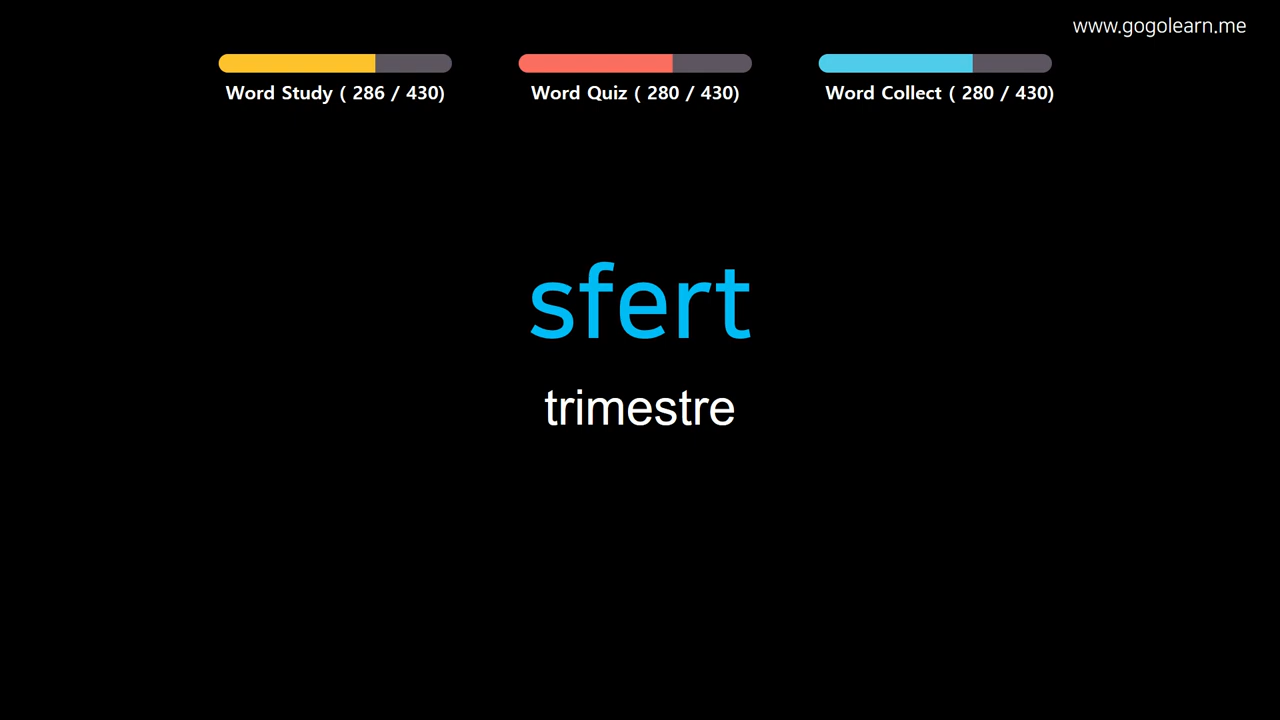 www.gogolearn.me
Word Study ( 286 / 430)
Word Quiz ( 280 / 430)
Word Collect ( 280 / 430)
sfert
trimestre